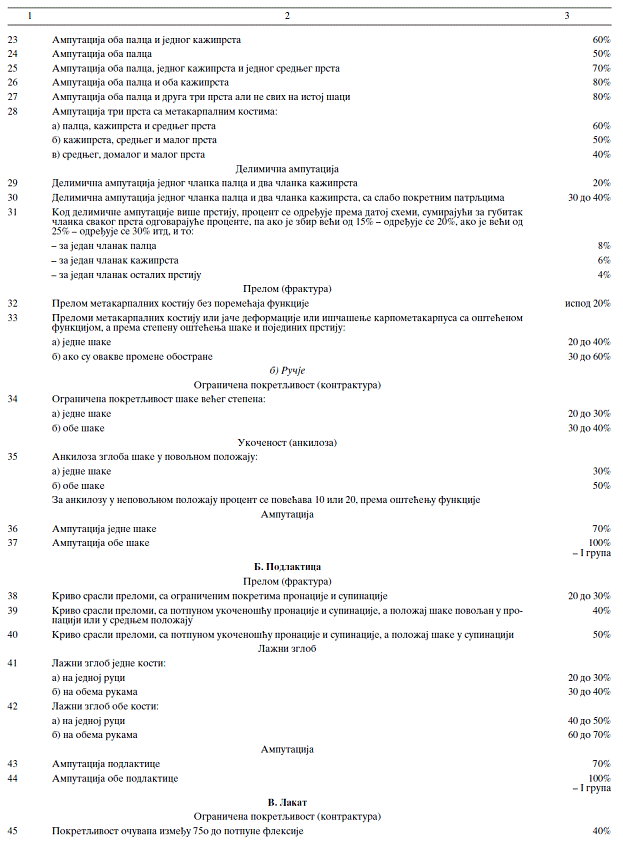 1 2 3
23 Ампутација оба палца и једног кажипрста 60%
24 Ампутација оба палца 50%
25 Ампутација оба палца, једног кажипрста и једног средњег прста 70%
26 Ампутација оба палци и оба кажипрста 80%
27 Ампутација оба палци и друга три прста али не свих на истој шаци 80%
28 Ампутација три прста са метакарпалним костима:
а) палца, кажипрста и средњег прста 60%
б) кажипрста, средњег и малог прста 50%
в) средњег, домалог и малог прста 40%
Делимична ампутација
29 Делимична ампутација једног чланка палца и два чланка кажипрста 20%
30 Делимична ампутација једног чланка палца и два чланка кажипрста, са слабо покретним патрљцима 30 до 40%
31 Код делимичне ампутације више прстију, процент се одређује према датој схеми, сумирајући за губитак
чланка сваког прста одговарајуће проценте, па ако је збир већи од 15% – одређује се 20%, ако је већи од
25% – одређује се 30% итд, и то:
– за један чланак палца 8%
– за један чланак кажипрста 6%
– за један чланак осталих прстију 4%
Прелом (фрактура)
32 Прелом метакарпалних костију без поремећаја функције испод 20%
33 Преломи метакарпалних костију или јаче деформације или ишчашење карпометакарпуса са оштећеном
функцијом, а према степену оштећења шаке и појединих прстију:
а) једне шаке 20 до 40%
б) ако су овакве промене обостране 30 до 60%
б) Ручје
Ограничена покретљивост (контрактура)
34 Ограничена покретљивост шаке већег степена:
а) једне шаке 20 до 30%
б) обе шаке 30 до 40%
Укоченост (анкилоза)
35 Анкилоза зглоба шаке у повољном положају:
а) једне шаке 30%
б) обе шаке 50%
За анкилозу у неповољном положају процент се повећава 10 или 20, према оштећењу функције
Ампутација
36 Ампутација једне шаке 70%
37 Ампутација обе шаке 100%
– I група
Б. Подлактица
Прелом (фрактура)
38 Криво срасли преломи, са ограниченим покретима пронације и супинације 20 до 30%
39 Криво срасли преломи, са потпуном укоченошћу пронације и супинације, а положај шаке повољан у про-
нацији или у средњем положају 40%
40 Криво срасли преломи, са потпуном укоченошћу пронације и супинације, а положај шаке у супинацији 50%
Лажни зглоб
41 Лажни зглоб једне кости:
а) на једној руци 20 до 30%
б) на обема рукама 30 до 40%
42 Лажни зглоб обе кости:
а) на једној руци 40 до 50%
б) на обема рукама 60 до 70%
Ампутација
43 Ампутација подлактице 70%
44 Ампутација обе подлактице 100%
– I група
В. Лакат
Ограничена покретљивост (контрактура)
45 Покретљивост очувана између 75о до потпуне флексије 40%